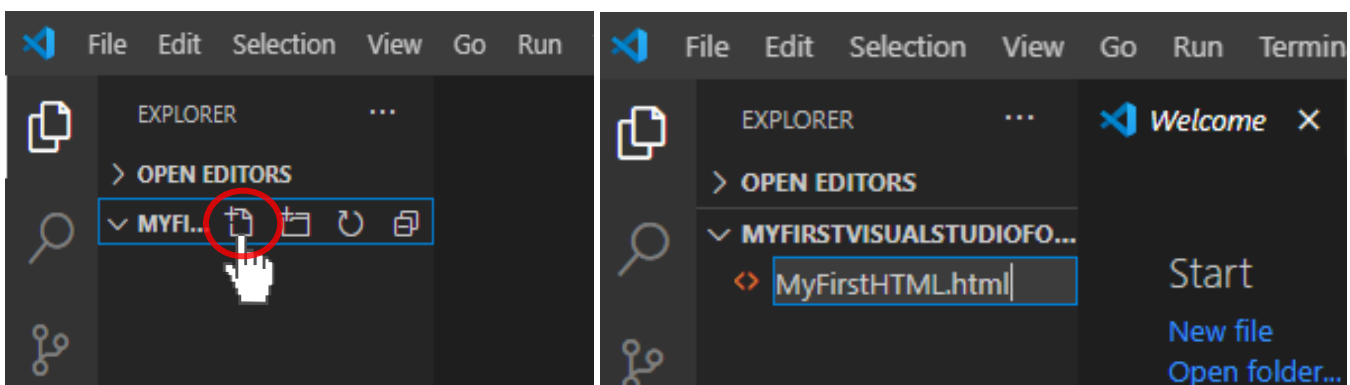 File Edit Selection View Go Run
EXPLORER ...
OPEN EDITORS
MYFI...
File Edit Selection View Go Run Termin
EXPLORER ...
Welcome
OPEN EDITORS
MYFIRSTVISUALSTUDIOFO...
MyFirstHTML.html
Start
New file
Open folder...